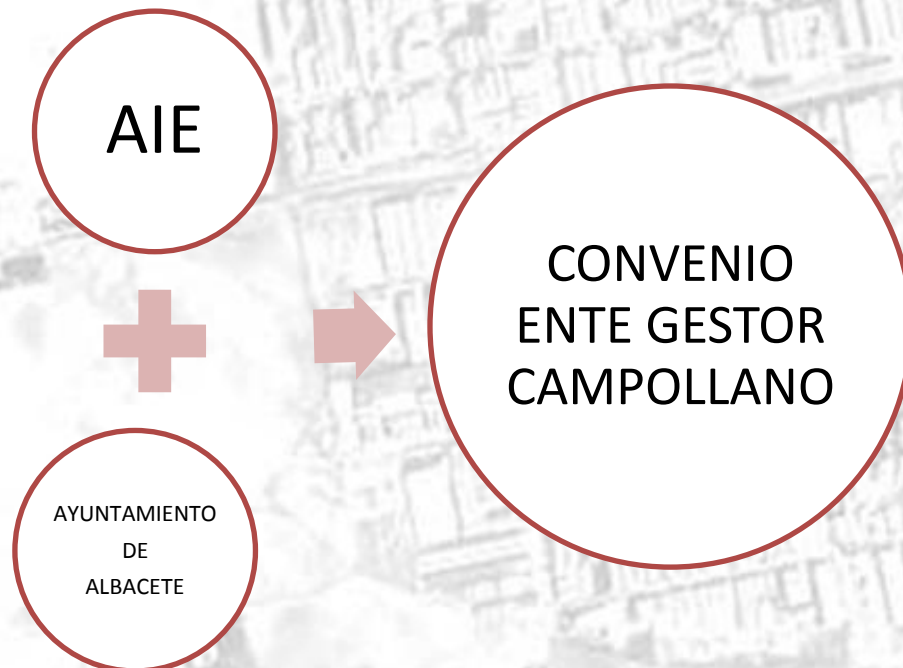 AIE
AYUNTAMIENTO
DE
ALBACETE
CONVENIO
ENTE GESTOR
CAMPOLLANO